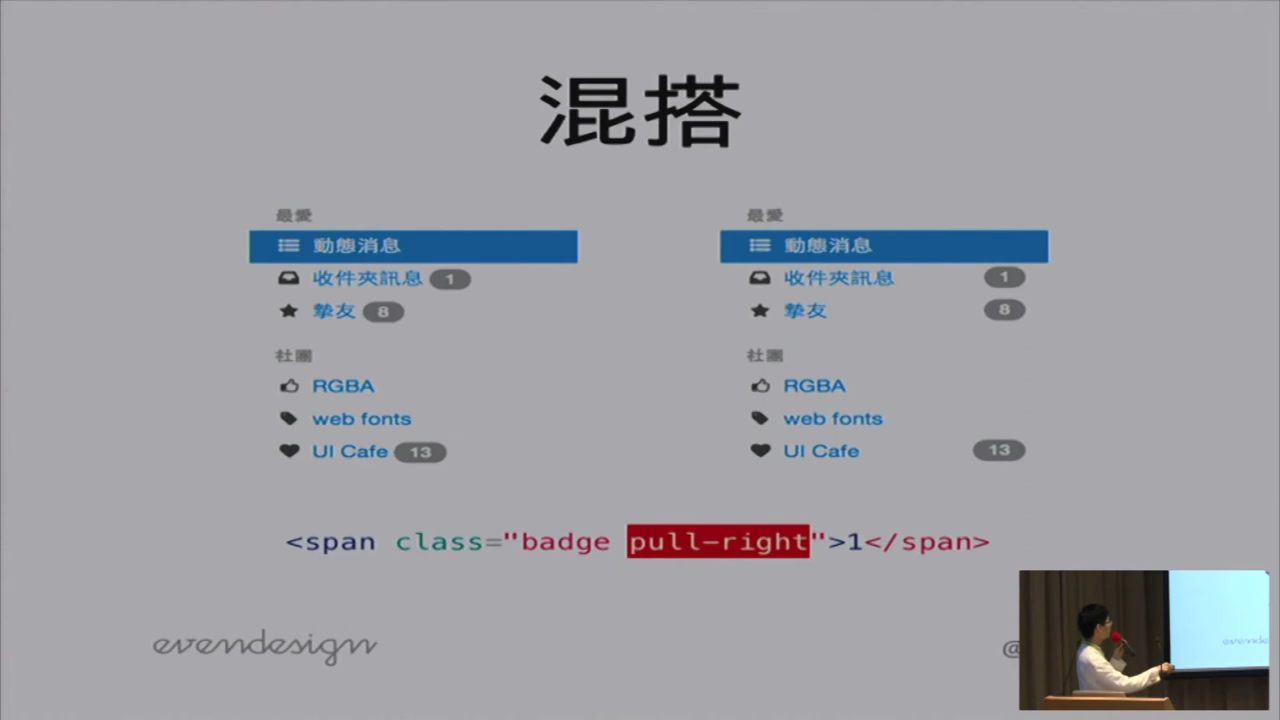 混搭
最愛
動態消息
收件夾訊息 1
摯友 8
社團
RGBA
web fonts
UI Cafe 13
最愛
動態消息
收件夾訊息 1
摯友 8
社團
RGBA
web fonts
UI Cafe 13
<span class="badge pull-right">1</span>
evendesign
@